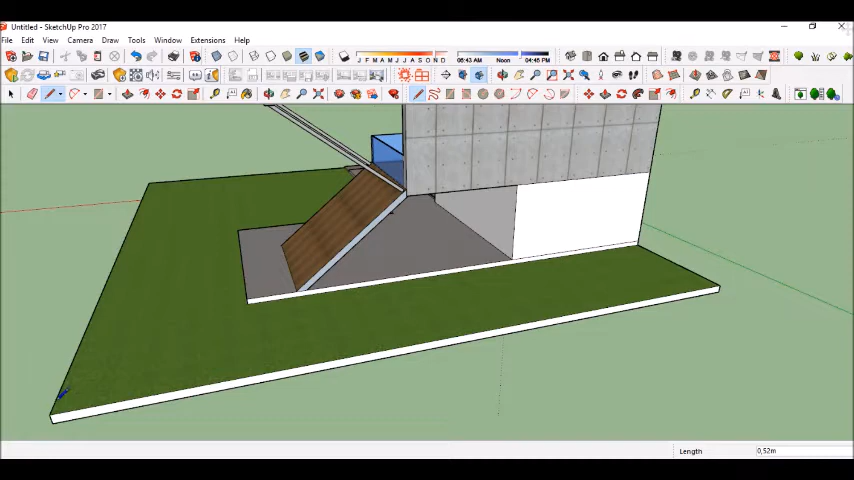 Untitled - SketchUp Pro 2017
File Edit View Camera Draw Tools Window Extensions Help
J F M A M J J A S O N D
06:43 AM Noon 04:45 PM
Length 0,52m